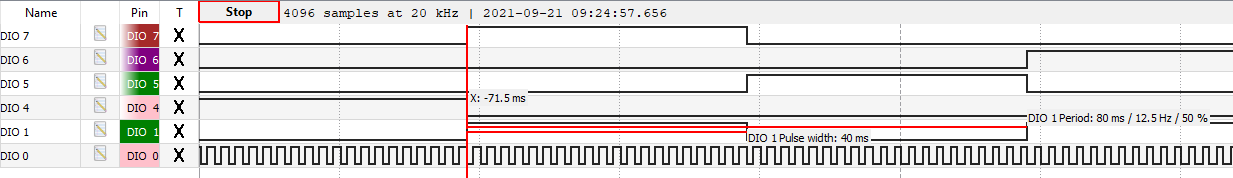 Name Pin T Stop 4096 samples at 20 kHz | 2021-09-21 09:24:57.656
DIO 7 DIO 7 X
DIO 6 DIO 6 X
DIO 5 DIO 5 X
DIO 4 DIO 4 X
X: -71.5 ms
DIO 1 Period: 80 ms / 12.5 Hz / 50 %
DIO 1 DIO 1 X
DIO 1 Pulse width: 40 ms
DIO 0 DIO 0 X